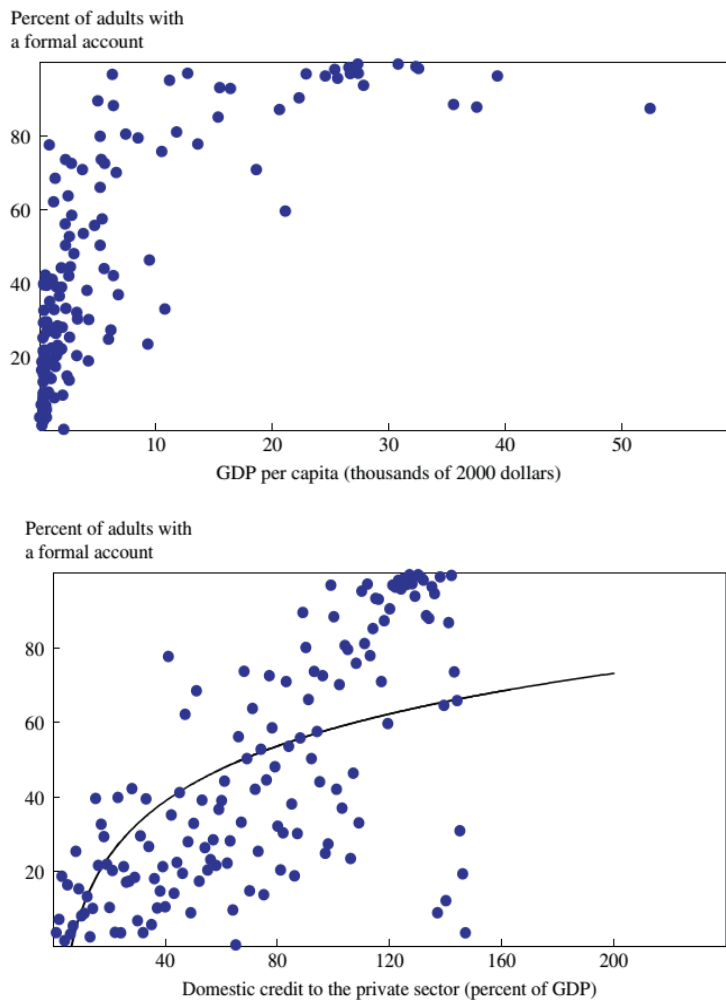 Percent of adults with
a formal account
80
60
40
20
10 20 30 40 50
GDP per capita (thousands of 2000 dollars)
Percent of adults with
a formal account
80
60
40
20
40 80 120 160 200
Domestic credit to the private sector (percent of GDP)